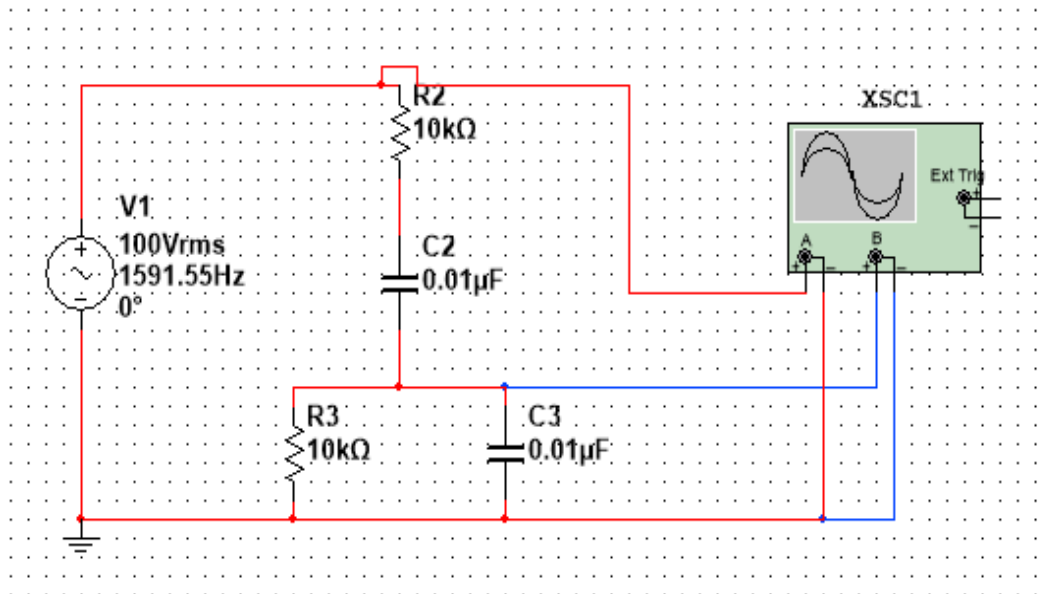 R2
10kΩ
XSC1
Ext Trig
+
−
V1
100Vrms
1591.55Hz
0°
+
−
C2
0.01µF
A
B
+
−
+
−
R3
10kΩ
C3
0.01µF